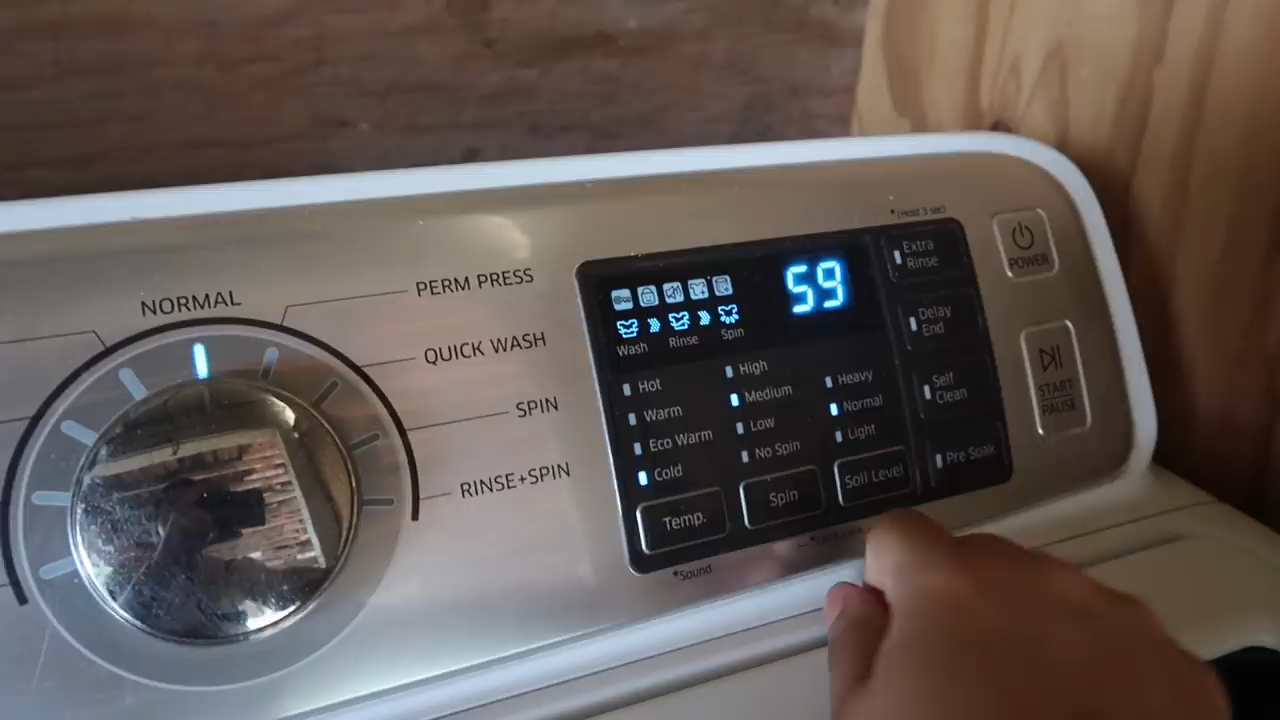 NORMAL
PERM PRESS
QUICK WASH
SPIN
RINSE+SPIN
59
Wash
Rinse
Spin
Hot
Warm
Eco Warm
Cold
Temp.
*Sound
High
Medium
Low
No Spin
Spin
Heavy
Normal
Light
Soil Level
*(Hold 3 sec)
Extra
Rinse
Delay
End
Self
Clean
Pre Soak
POWER
START
PAUSE